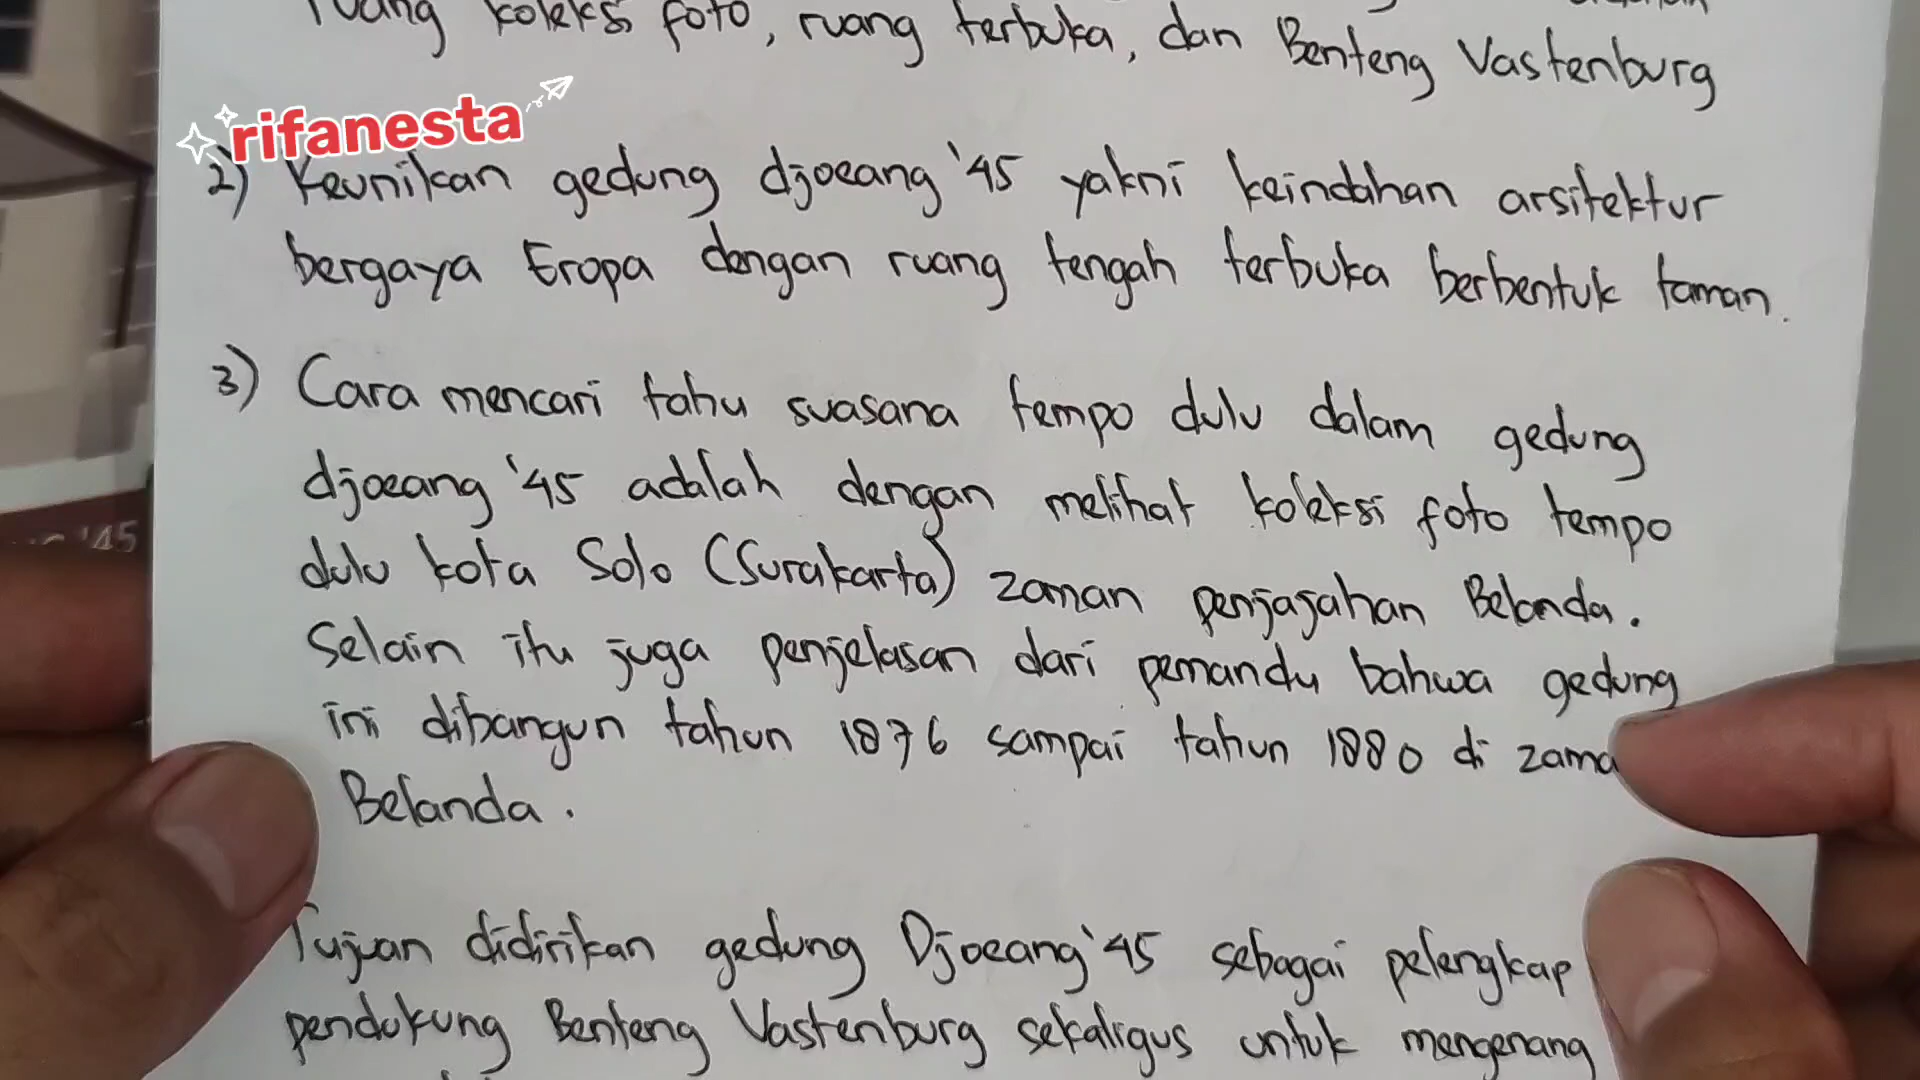 ruang koleksi foto, ruang terbuka, dan Benteng Vastenburg
rifanesta
2) Keunikan gedung djoeang '45 yakni keindahan arsitektur
bergaya Eropa dengan ruang tengah terbuka berbentuk taman.
3) Cara mencari tahu suasana tempo dulu dalam gedung
djoeang '45 adalah dengan melihat koleksi foto tempo
dulu kota Solo (Surakarta) zaman penjajahan Belanda.
Selain itu juga penjelasan dari pemandu bahwa gedung
ini dibangun tahun 1876 sampai tahun 1880 di zama
Belanda.
'45
Tujuan didirikan gedung Djoeang '45 sebagai pelengkap
pendukung Benteng Vastenburg sekaligus untuk mengenang